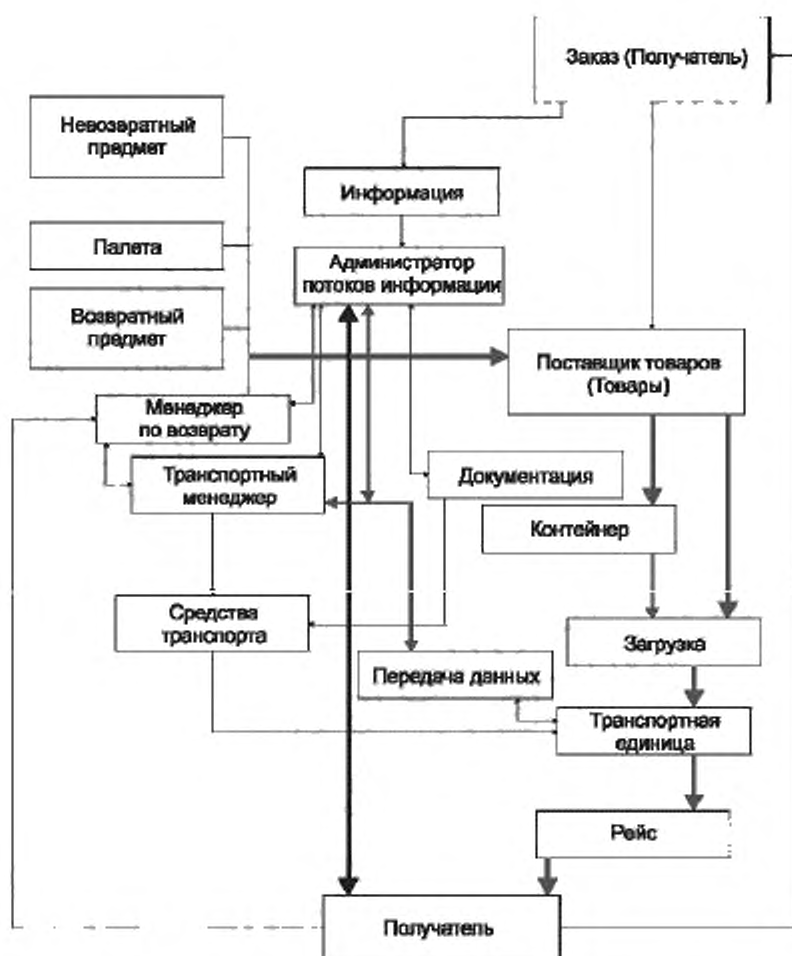 Заказ (Получатель)
Невозвратный
предмет
Информация
Палета
Администратор
потоков информации
Возвратный
предмет
Поставщик товаров
(Товары)
Менеджер
по возврату
Транспортный
менеджер
Документация
Контейнер
Средства
транспорта
Загрузка
Передача данных
Транспортная
единица
Рейс
Получатель